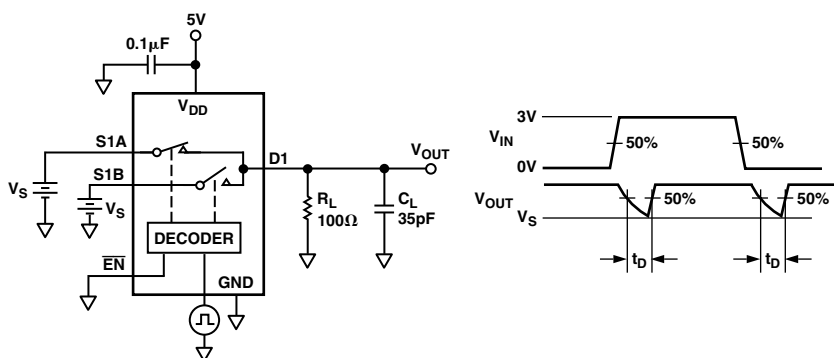 5V
0.1µF
VDD
S1A
D1
VOUT
S1B
VS
VS
RL
100Ω
CL
35pF
DECODER
EN
GND
3V
VIN
50%
50%
0V
VOUT
50%
50%
VS
tD
tD